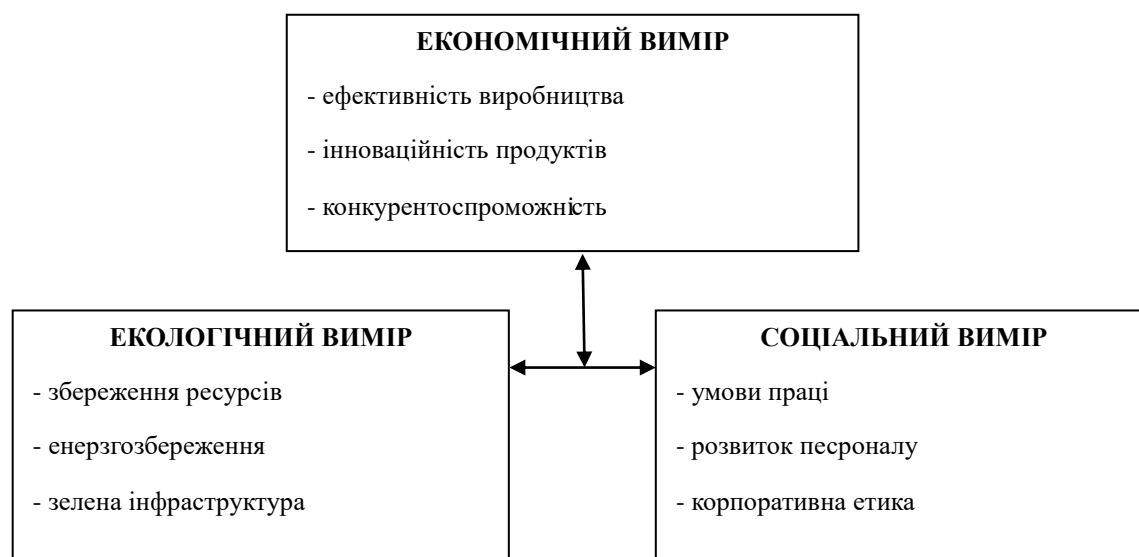 ЕКОНОМІЧНИЙ ВИМІР
- ефективність виробництва
- інноваційність продуктів
- конкурентоспроможність
ЕКОЛОГІЧНИЙ ВИМІР
- збереження ресурсів
- енерзгозбереження
- зелена інфраструктура
СОЦІАЛЬНИЙ ВИМІР
- умови праці
- розвиток песроналу
- корпоративна етика